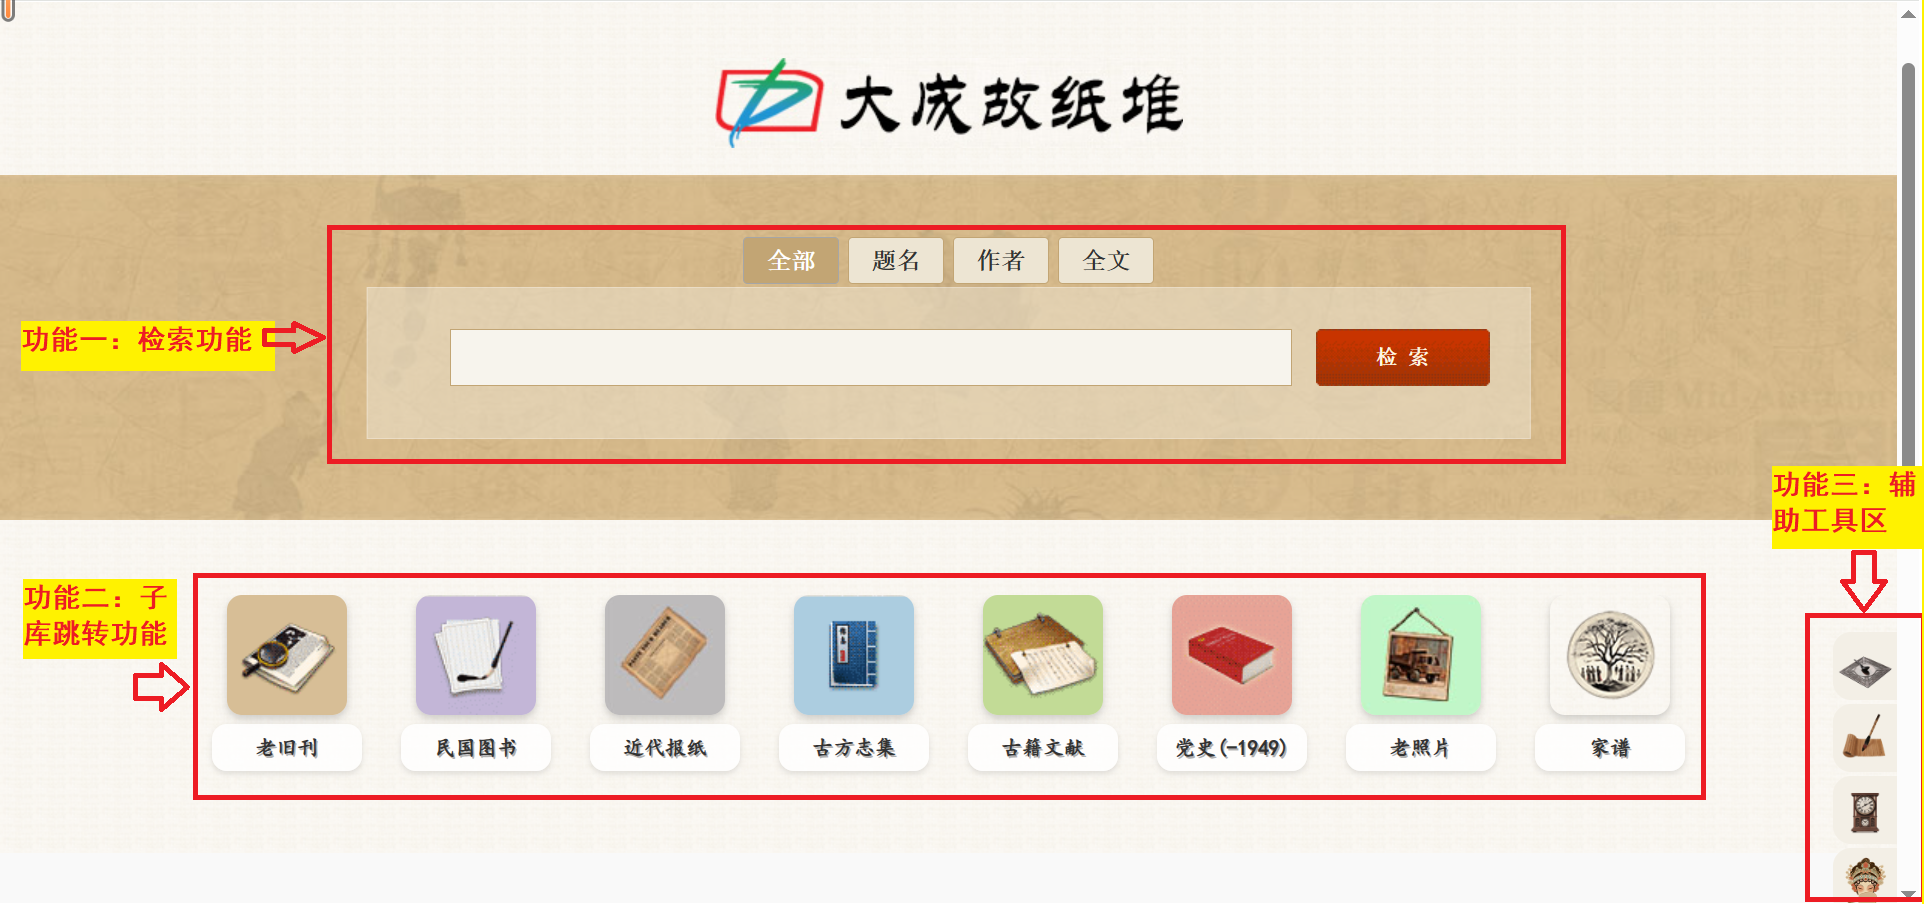 大成故纸堆
全部 题名 作者 全文
功能一：检索功能
检 索
功能三：辅
助工具区
功能二：子
库跳转功能
老旧刊 民国图书 近代报纸 古方志集 古籍文献 党史(-1949) 老照片 家谱